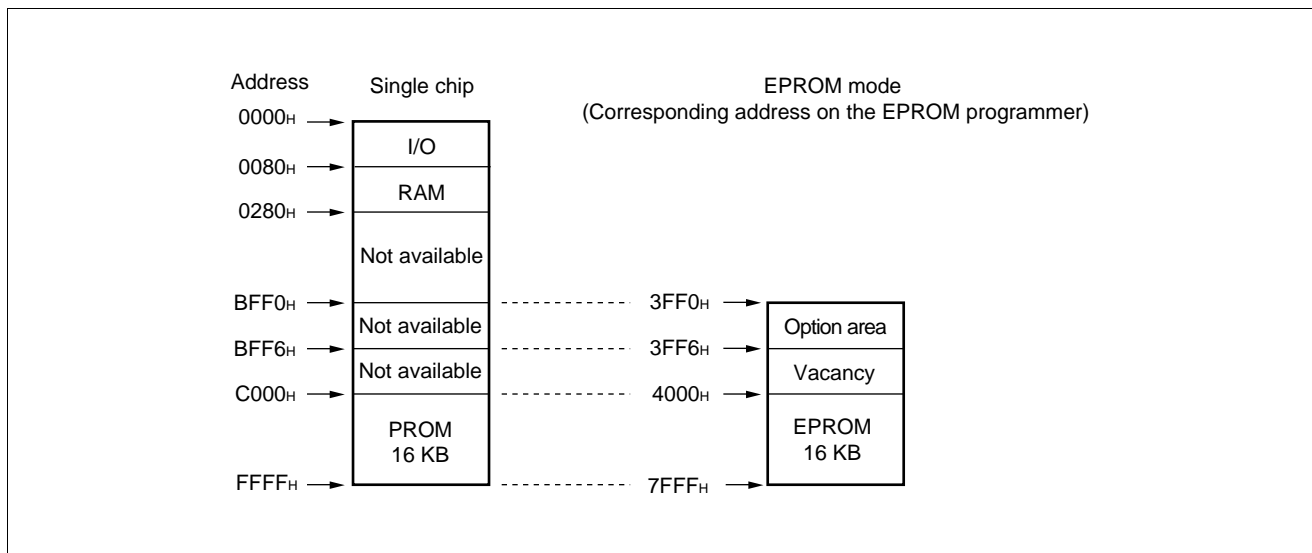 Address
Single chip
EPROM mode
(Corresponding address on the EPROM programmer)
0000H
I/O
0080H
RAM
0280H
Not available
BFF0H
3FF0H
Not available
Option area
BFF6H
3FF6H
Not available
Vacancy
C000H
4000H
PROM
16 KB
EPROM
16 KB
FFFFH
7FFFH